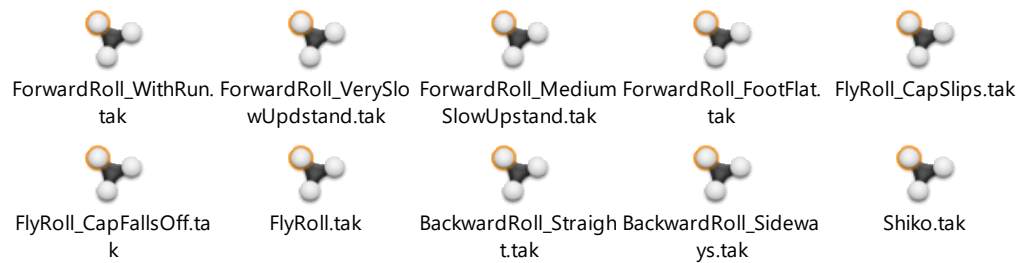 ForwardRoll_WithRun. ForwardRoll_VerySlo ForwardRoll_Medium ForwardRoll_FootFlat. FlyRoll_CapSlips.tak
tak wUpdstand.tak SlowUpstand.tak tak
FlyRoll_CapFallsOff.ta FlyRoll.tak BackwardRoll_Straigh BackwardRoll_Sidewa Shiko.tak
k t.tak ys.tak